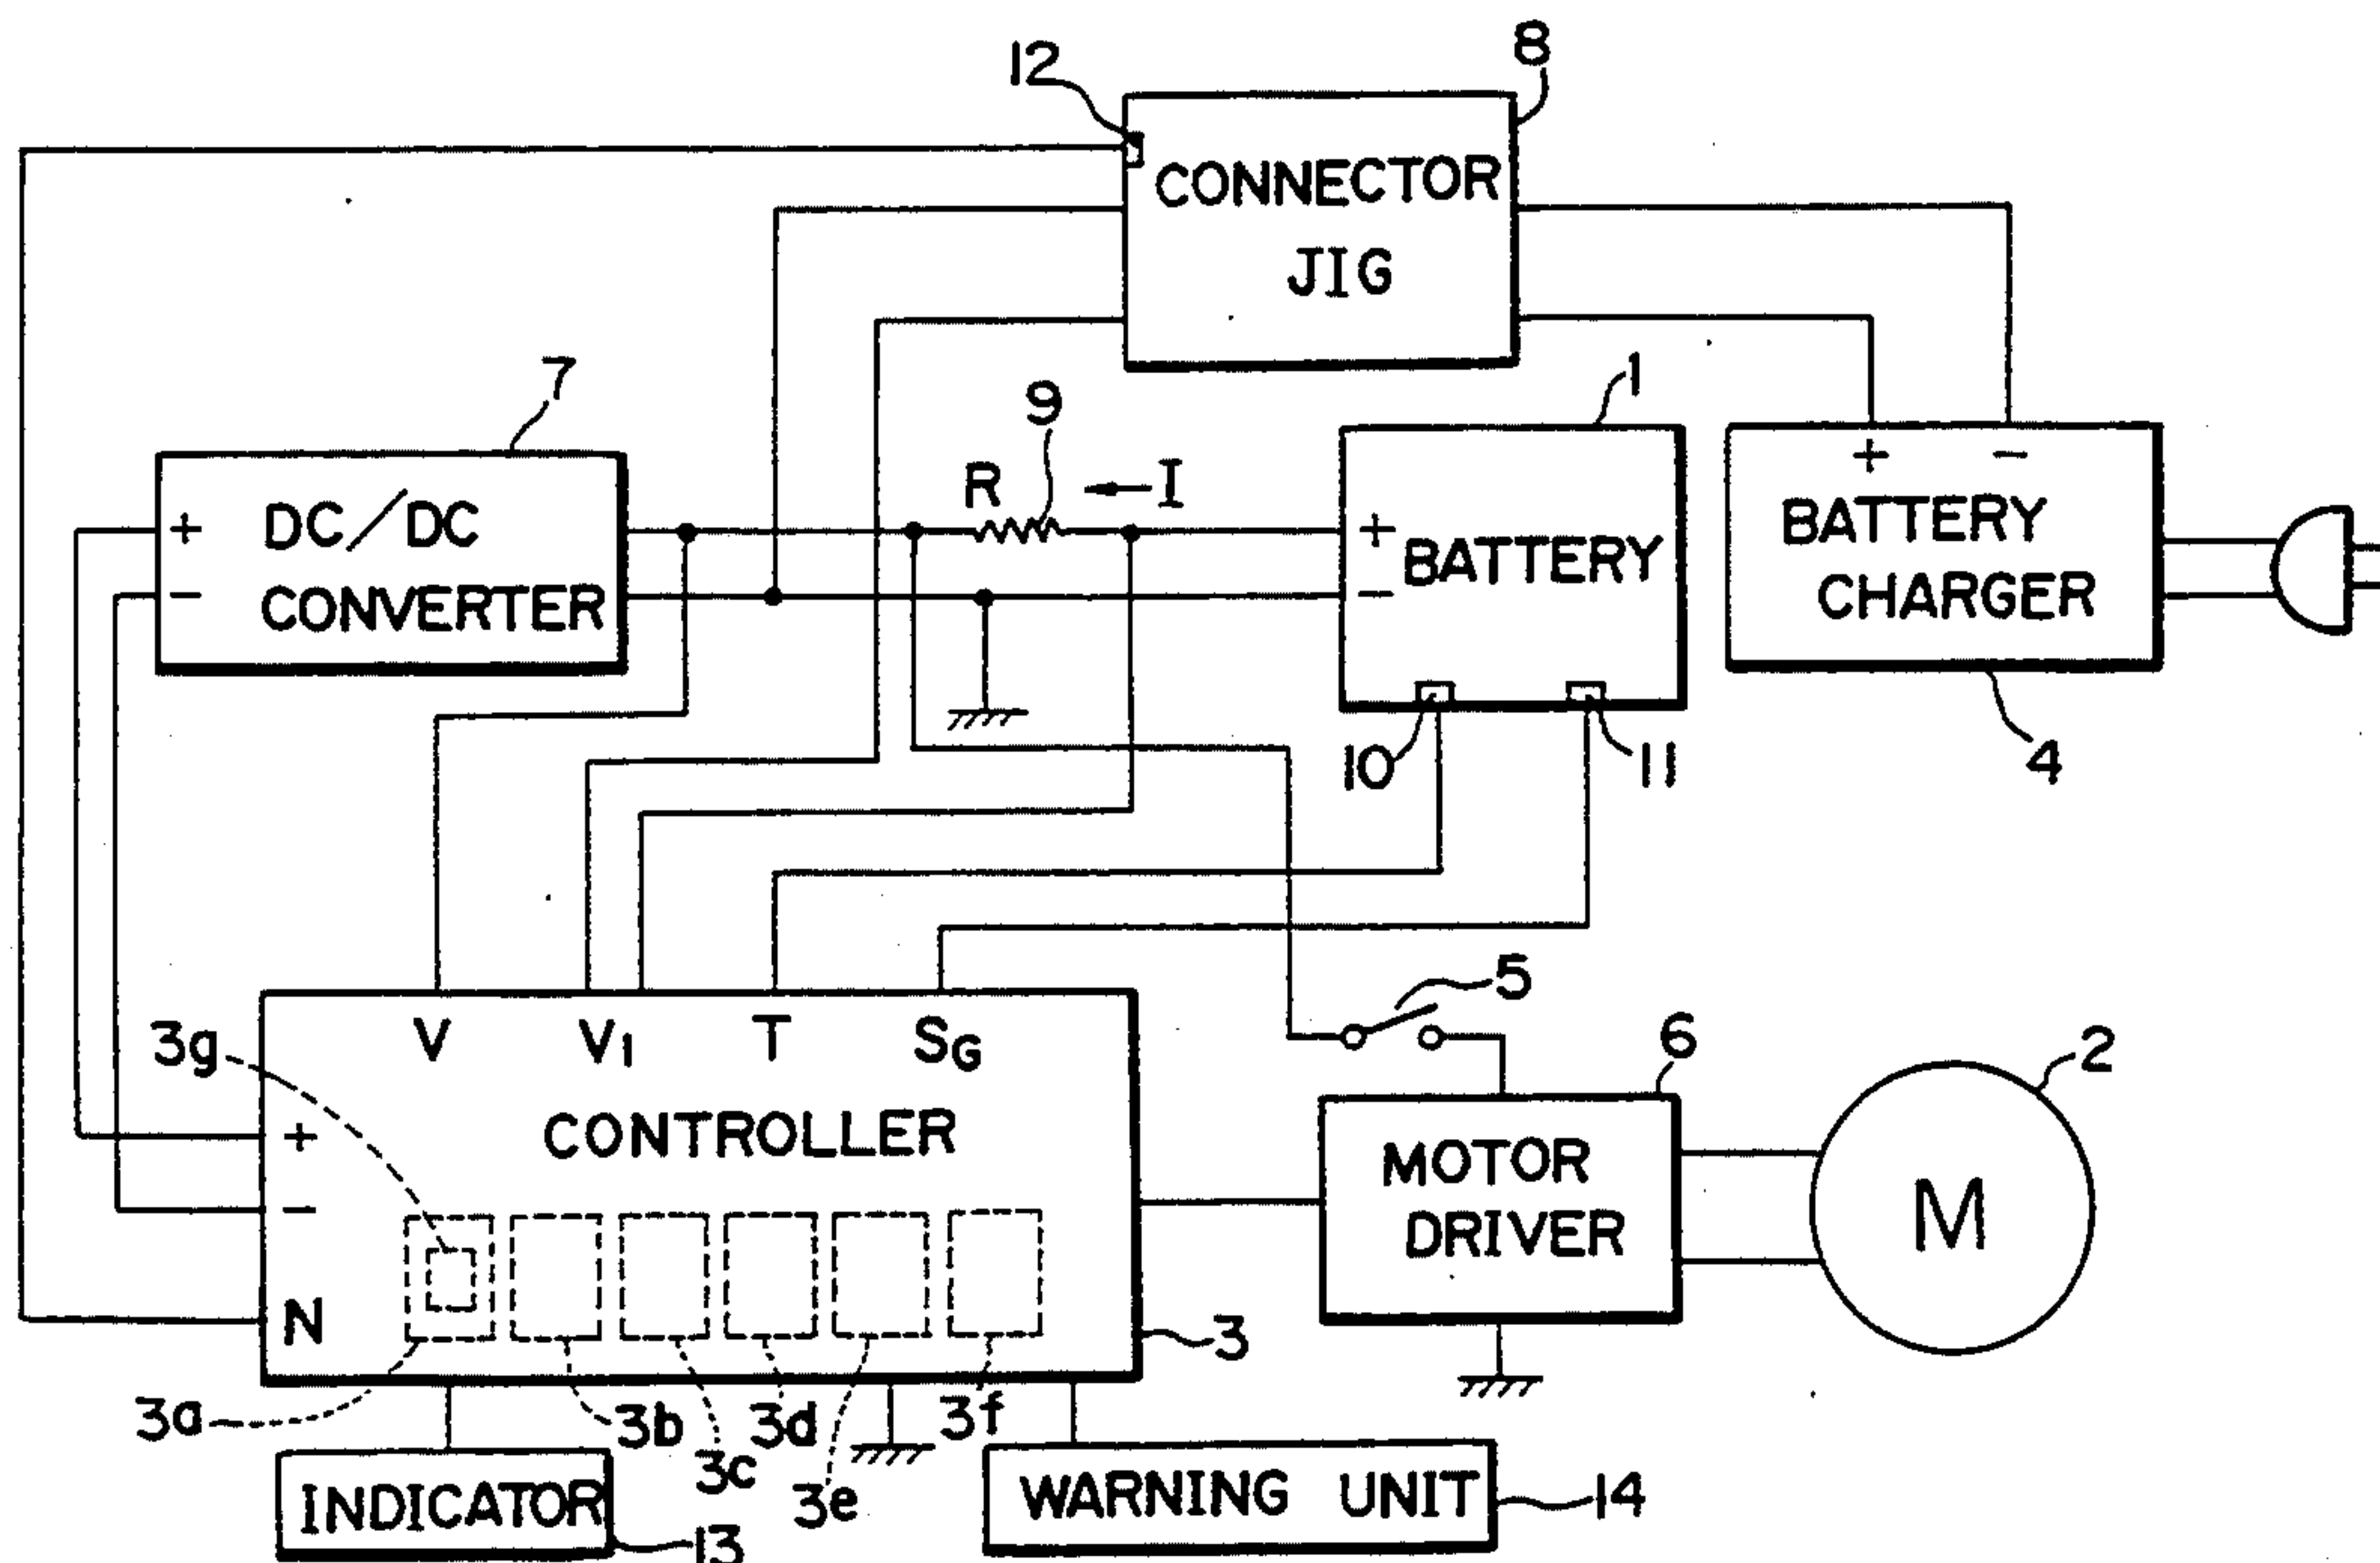 12
8
CONNECTOR
JIG
7
9
1
R
I
+
DC/DC
−
CONVERTER
+
BATTERY
−
+ −
BATTERY
CHARGER
10
11
4
5
V
V1
T
SG
3g
6
2
+
CONTROLLER
−
MOTOR
DRIVER
M
N
3
3a
3b
3c
3d
3e
3f
INDICATOR
13
WARNING UNIT
14